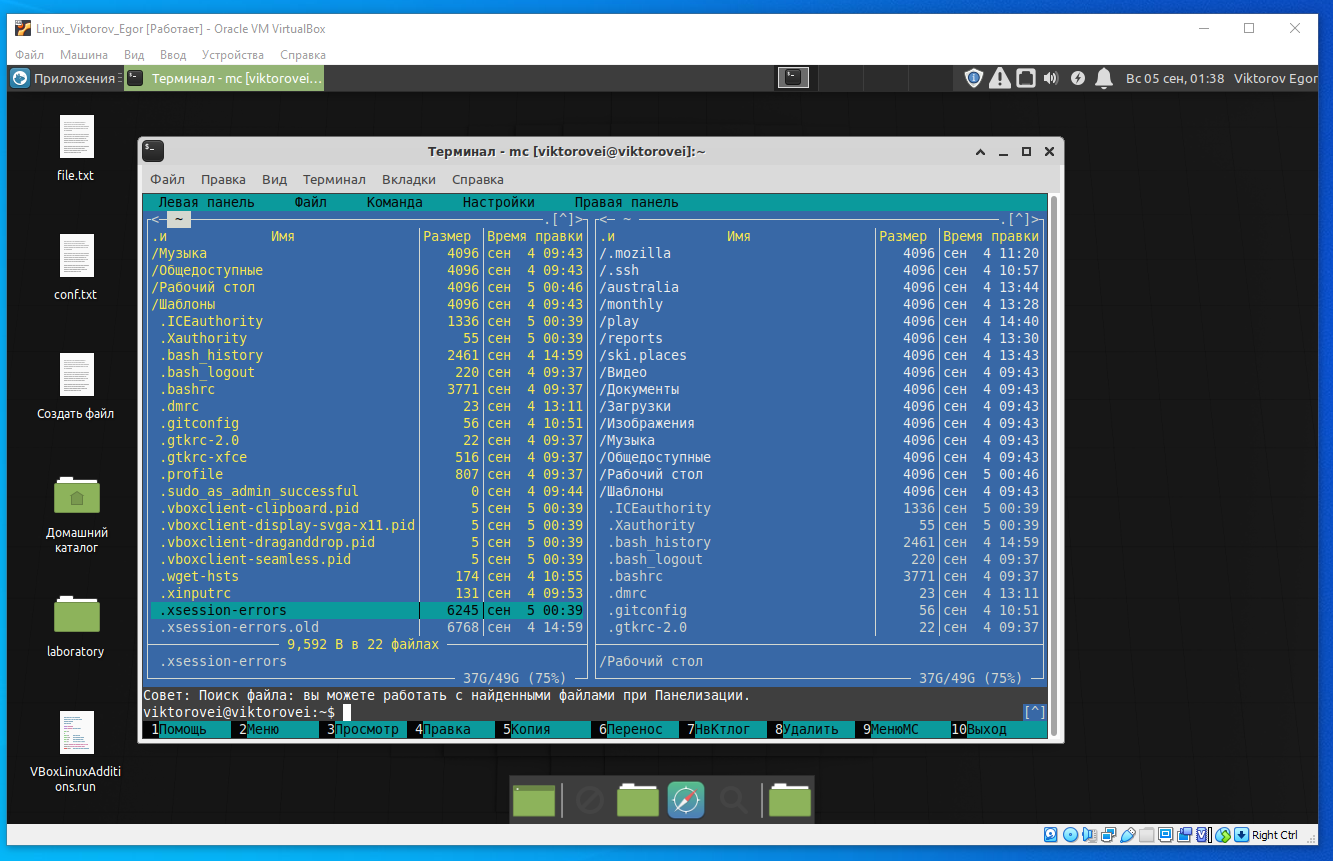 Linux_Viktorov_Egor [Работает] - Oracle VM VirtualBox
Файл Машина Вид Ввод Устройства Справка
Приложения Терминал - mc [viktorovei... Вс 05 сен, 01:38 Viktorov Egor
file.txt
conf.txt
Создать файл
Домашний
каталог
laboratory
VBoxLinuxAdditi
ons.run
Терминал - mc [viktorovei@viktorovei]:~
Файл Правка Вид Терминал Вкладки Справка
Левая панель Файл Команда Настройки Правая панель
<─ ~ .[^]>
.и Имя Размер Время правки
/Музыка 4096 сен 4 09:43
/Общедоступные 4096 сен 4 09:43
/Рабочий стол 4096 сен 5 00:46
/Шаблоны 4096 сен 4 09:43
.ICEauthority 1336 сен 5 00:39
.Xauthority 55 сен 5 00:39
.bash_history 2461 сен 4 14:59
.bash_logout 220 сен 4 09:37
.bashrc 3771 сен 4 09:37
.dmrc 23 сен 4 13:11
.gitconfig 56 сен 4 10:51
.gtkrc-2.0 22 сен 4 09:37
.gtkrc-xfce 516 сен 4 09:37
.profile 807 сен 4 09:37
.sudo_as_admin_successful 0 сен 4 09:44
.vboxclient-clipboard.pid 5 сен 5 00:39
.vboxclient-display-svga-x11.pid 5 сен 5 00:39
.vboxclient-draganddrop.pid 5 сен 5 00:39
.vboxclient-seamless.pid 5 сен 5 00:39
.wget-hsts 174 сен 4 10:55
.xinputrc 131 сен 4 09:53
.xsession-errors 6245 сен 5 00:39
.xsession-errors.old 6768 сен 4 14:59
9,592 B в 22 файлах
.xsession-errors
37G/49G (75%)
<─ ~ .[^]>
.и Имя Размер Время правки
/.mozilla 4096 сен 4 11:20
/.ssh 4096 сен 4 10:57
/australia 4096 сен 4 13:44
/monthly 4096 сен 4 13:28
/play 4096 сен 4 14:40
/reports 4096 сен 4 13:30
/ski.places 4096 сен 4 13:43
/Видео 4096 сен 4 09:43
/Документы 4096 сен 4 09:43
/Загрузки 4096 сен 4 09:43
/Изображения 4096 сен 4 09:43
/Музыка 4096 сен 4 09:43
/Общедоступные 4096 сен 4 09:43
/Рабочий стол 4096 сен 5 00:46
/Шаблоны 4096 сен 4 09:43
.ICEauthority 1336 сен 5 00:39
.Xauthority 55 сен 5 00:39
.bash_history 2461 сен 4 14:59
.bash_logout 220 сен 4 09:37
.bashrc 3771 сен 4 09:37
.dmrc 23 сен 4 13:11
.gitconfig 56 сен 4 10:51
.gtkrc-2.0 22 сен 4 09:37
/Рабочий стол
37G/49G (75%)
Совет: Поиск файла: вы можете работать с найденными файлами при Панелизации.
viktorovei@viktorovei:~$ [^]
1Помощь 2Меню 3Просмотр 4Правка 5Копия 6Перенос 7НвКтлог 8Удалить 9МенюМС 10Выход
Right Ctrl